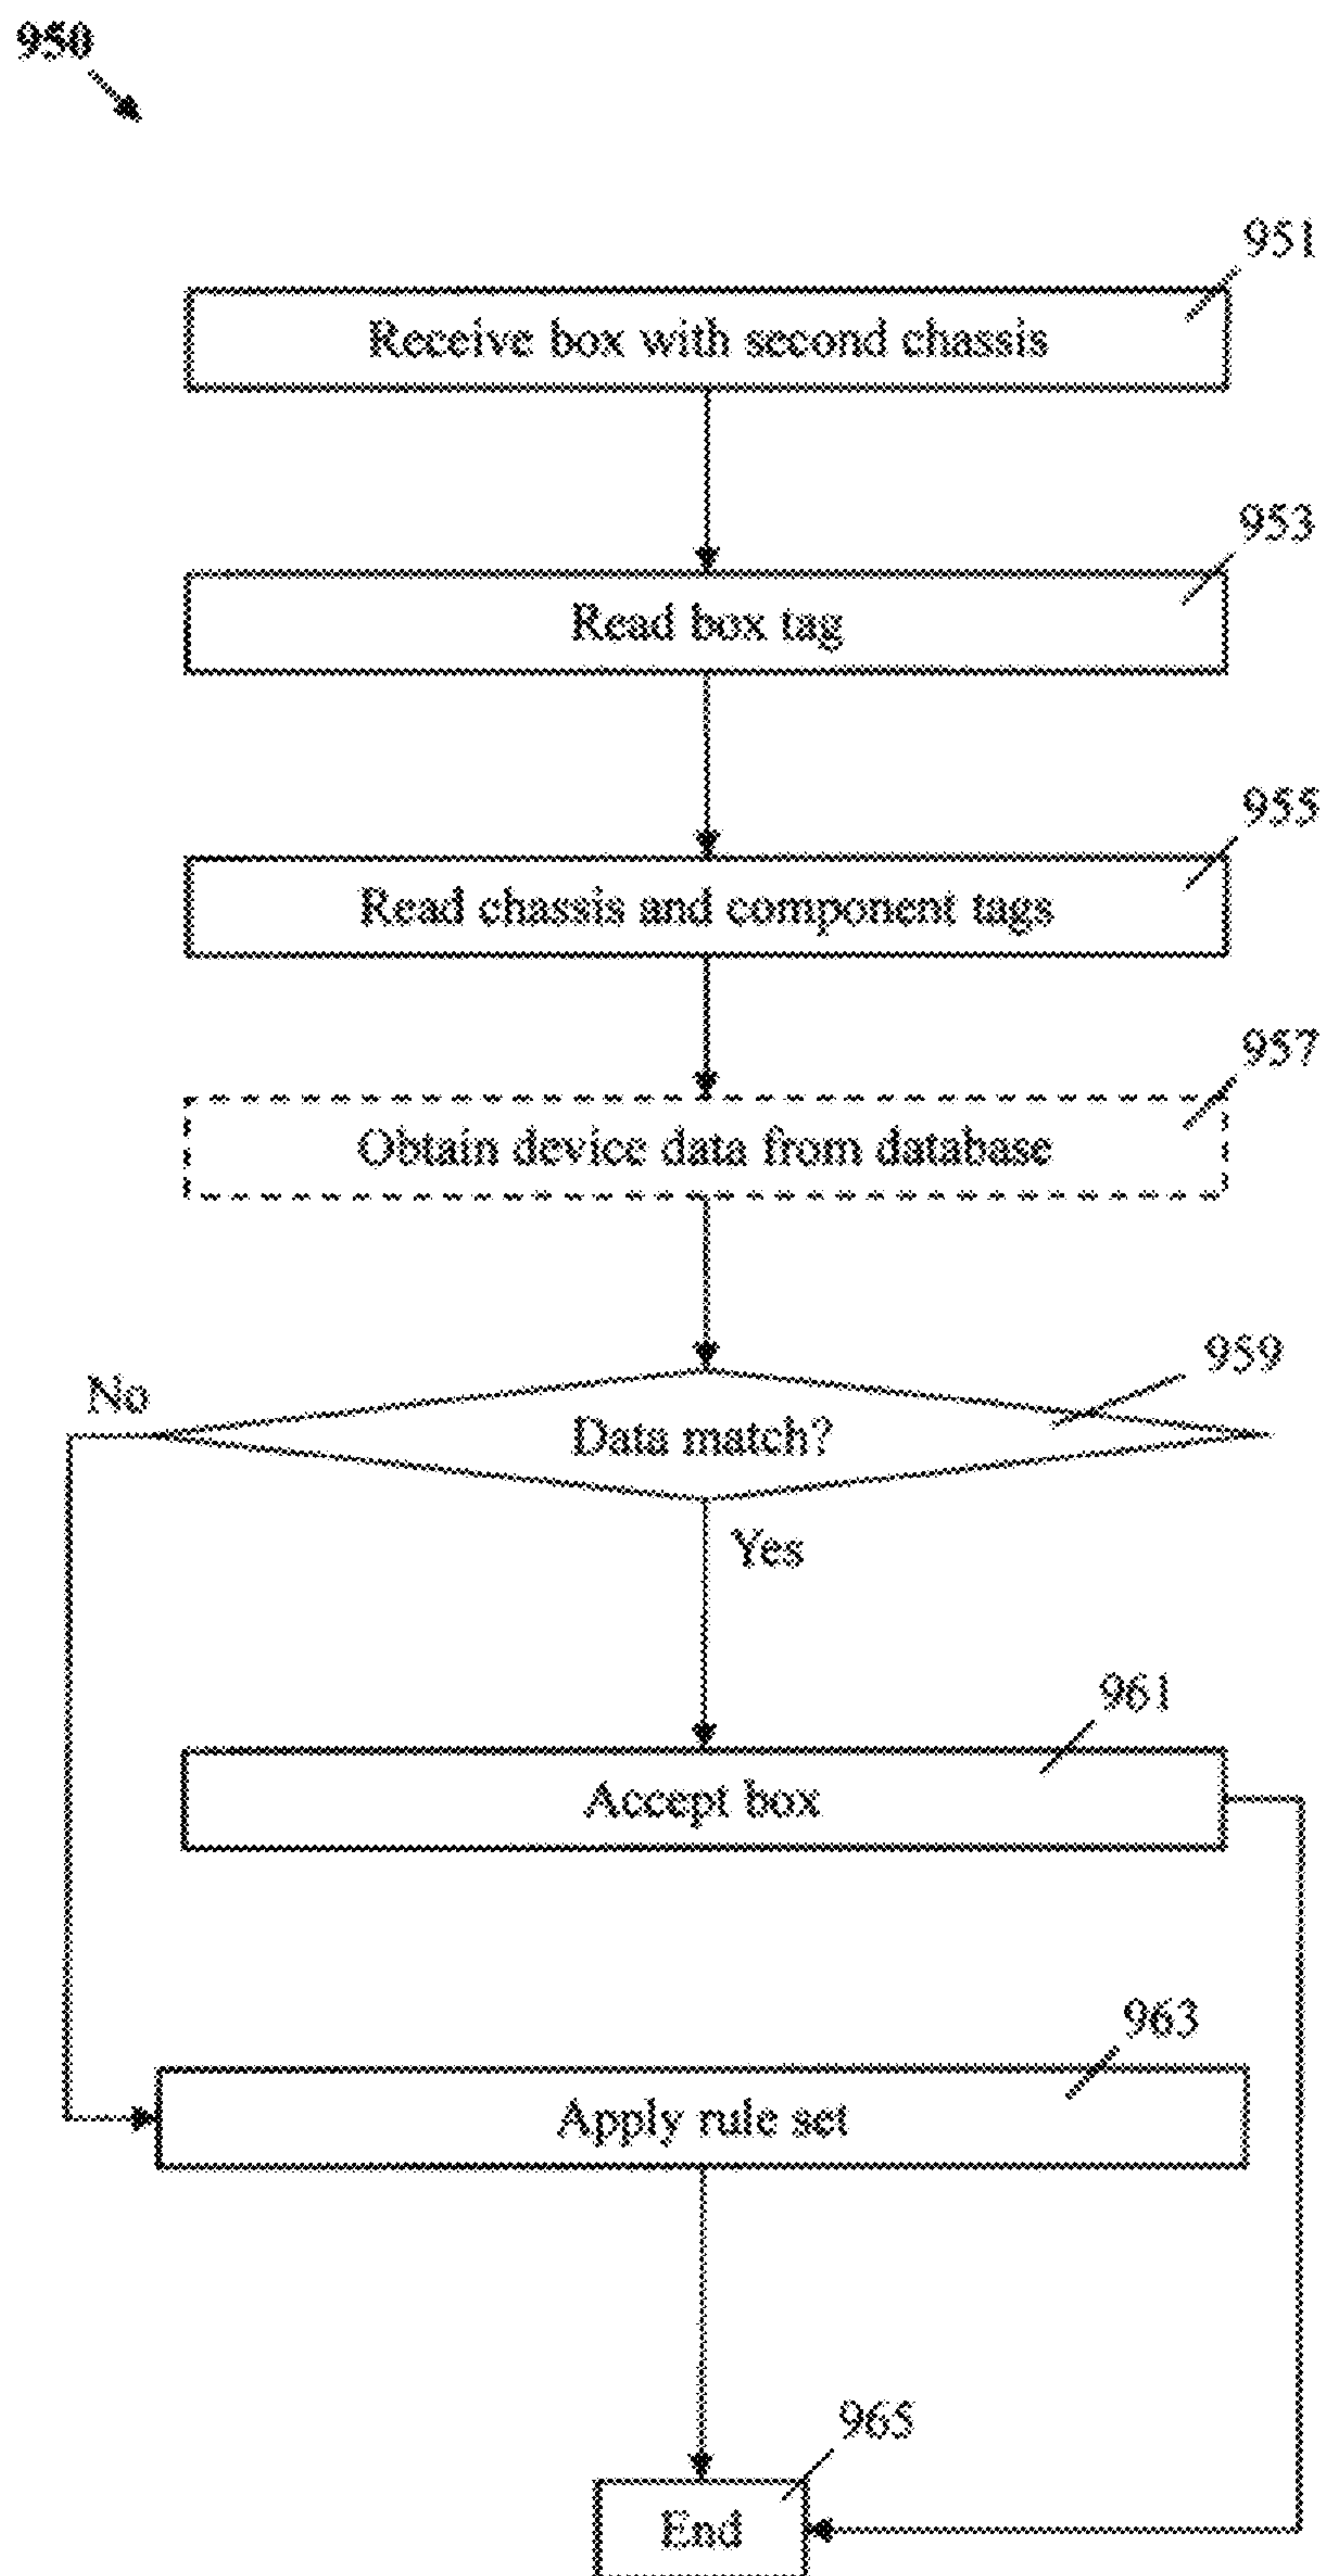 950
951
Receive box with second chassis
953
Read box tag
955
Read chassis and component tags
957
Obtain device data from database
959
No
Data match?
Yes
961
Accept box
963
Apply rule set
965
End